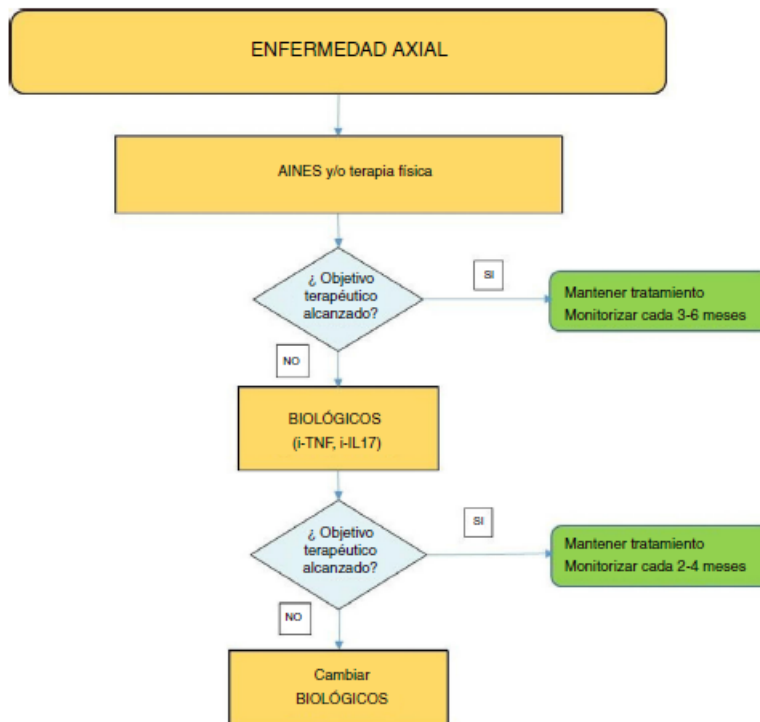 ENFERMEDAD AXIAL
AINES y/o terapia física
¿ Objetivo
terapéutico
alcanzado?
SI
Mantener tratamiento
Monitorizar cada 3-6 meses
NO
BIOLÓGICOS
(i-TNF, i-IL17)
¿ Objetivo
terapéutico
alcanzado?
SI
Mantener tratamiento
Monitorizar cada 2-4 meses
NO
Cambiar
BIOLÓGICOS